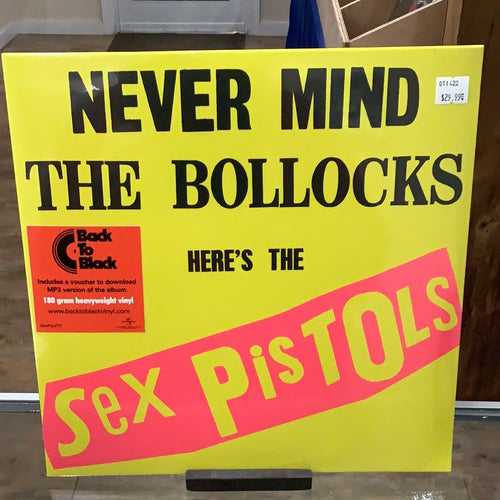 NEVER MIND
THE BOLLOCKS
HERE'S THE
Sex PisTOLs
011422
$29.99
Back
To
Black
Includes a voucher to download
MP3 version of the album.
180 gram heavyweight vinyl
www.backtoblackvinyl.com